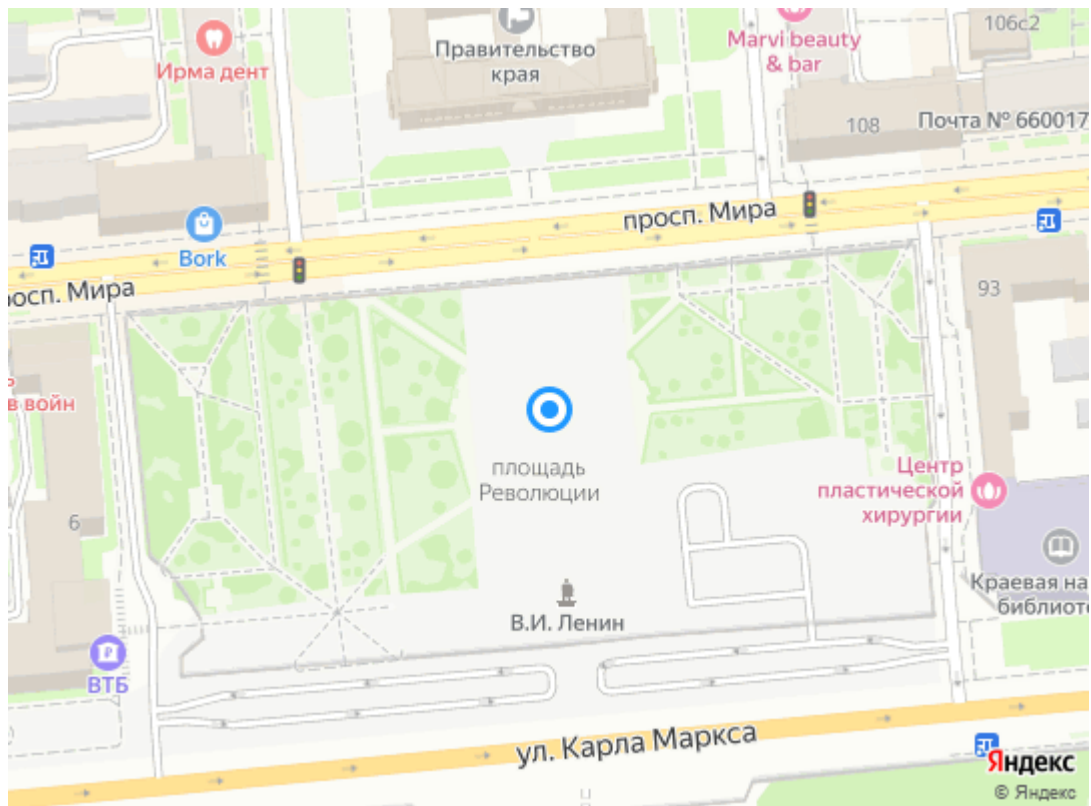 106с2
Правительство
края
Marvi beauty
& bar
Ирма дент
108
Почта № 660017
просп. Мира
Bork
осп. Мира
93
в войн
площадь
Революции
Центр
пластической
хирургии
6
Краевая на
библиоте
В.И. Ленин
ВТБ
ул. Карла Маркса
Яндекс
© Яндекс